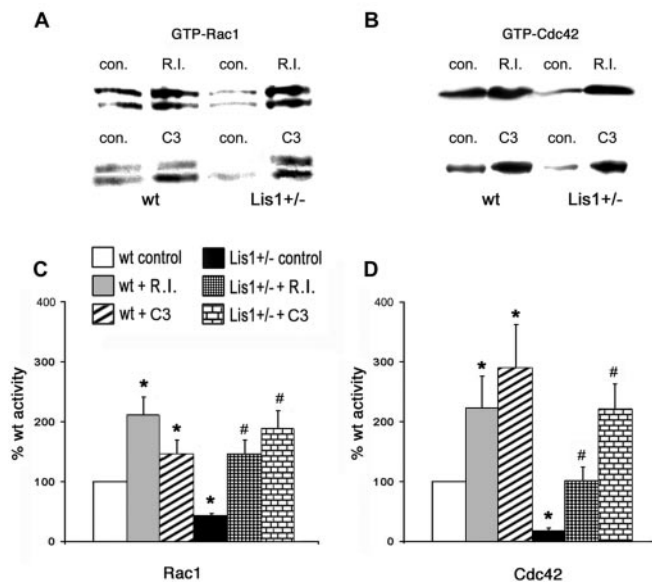 A
GTP-Rac1
con. R.I. con. R.I.
con. C3 con. C3
wt Lis1+/-
B
GTP-Cdc42
con. R.I. con. R.I.
con. C3 con. C3
wt Lis1+/-
C
wt control
wt + R.I.
wt + C3
Lis1+/- control
Lis1+/- + R.I.
Lis1+/- + C3
% wt activity
400
300
200
100
0
* * * # #
Rac1
D
% wt activity
400
300
200
100
0
* * * # #
Cdc42